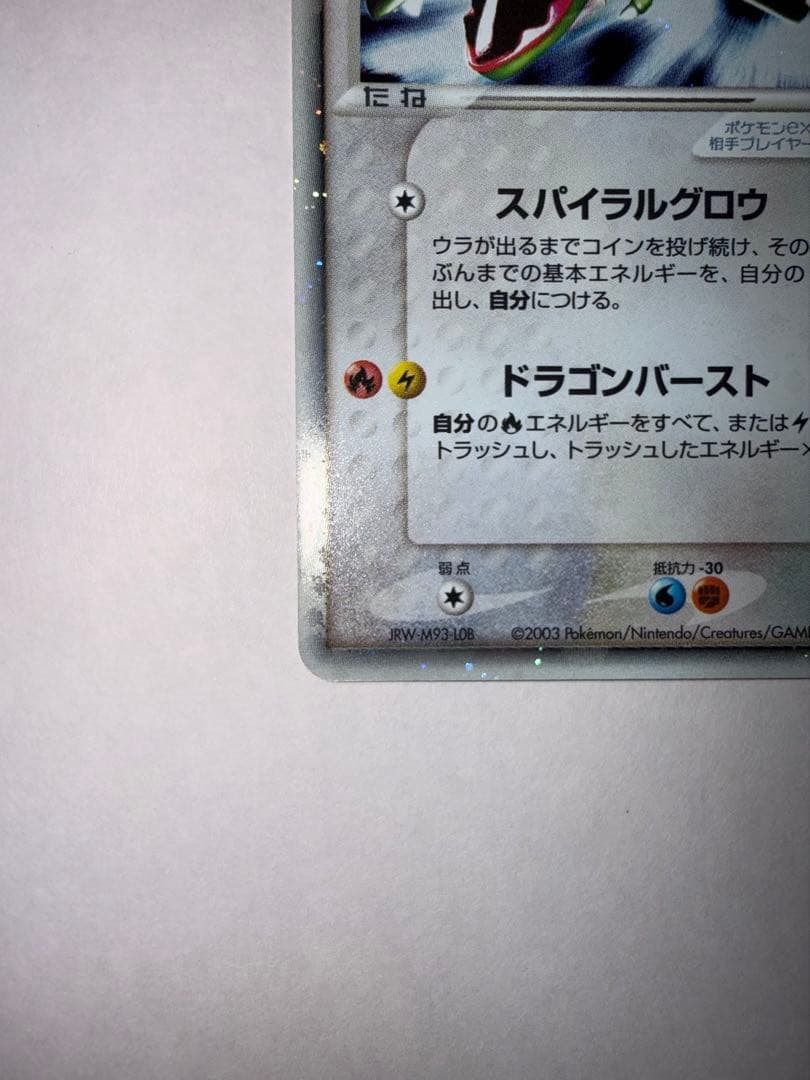 たね
ポケモンex
相手プレイヤー
スパイラルグロウ
ウラが出るまでコインを投げ続け、その
ぶんまでの基本エネルギーを、自分の
出し、自分につける。
ドラゴンバースト
自分のエネルギーをすべて、または
トラッシュし、トラッシュしたエネルギー×
弱点
抵抗力 -30
JRW-M93-L0B ©2003 Pokémon/Nintendo/Creatures/GAM